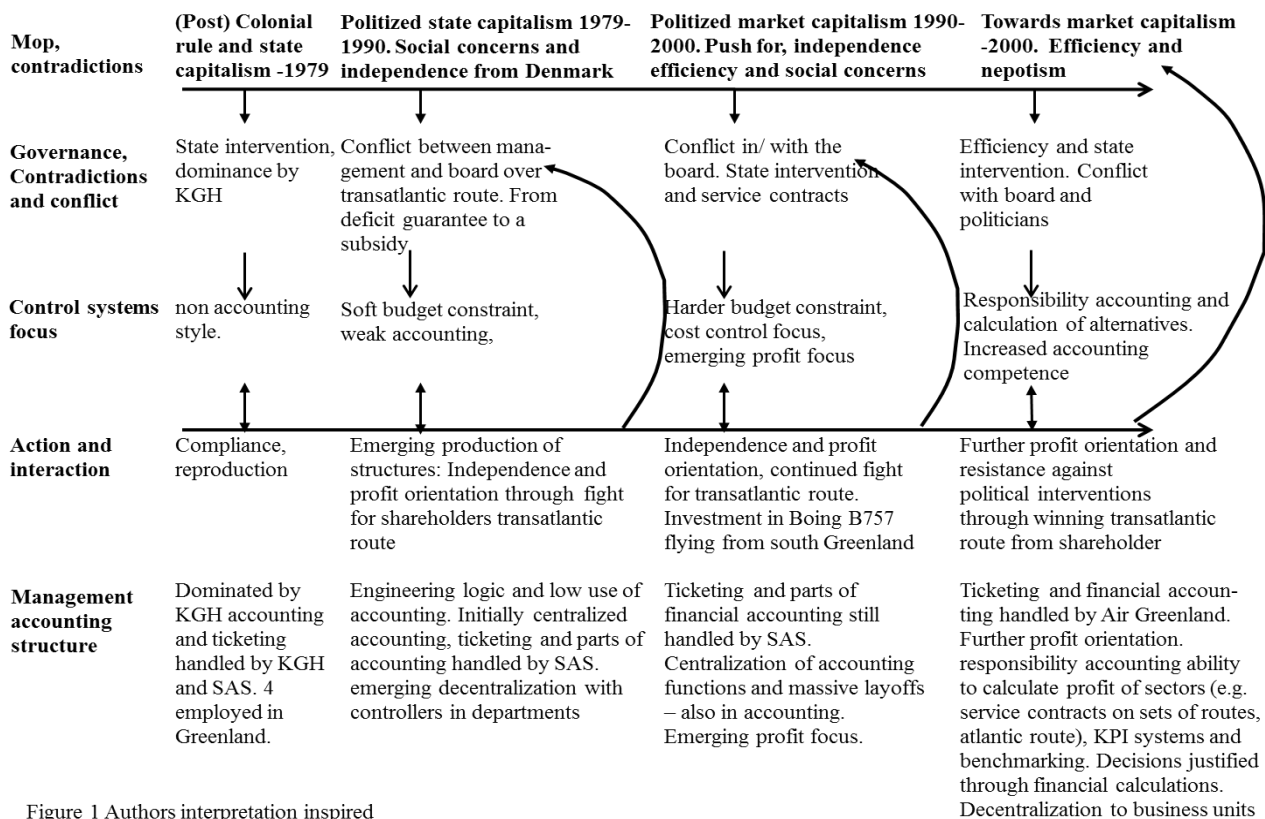 Mop,
contradictions
(Post) Colonial
rule and state
capitalism -1979
Politized state capitalism 1979-
1990. Social concerns and
independence from Denmark
Politized market capitalism 1990-
2000. Push for, independence
efficiency and social concerns
Towards market capitalism
-2000.  Efficiency and
nepotism
Governance,
Contradictions
and conflict
State intervention,
dominance by
KGH
Conflict between mana-
gement and board over
transatlantic route. From
deficit guarantee to a
subsidy
Conflict in/ with the
board. State intervention
and service contracts
Efficiency and state
intervention. Conflict
with board and
politicians
Control systems
focus
non accounting
style.
Soft budget constraint,
weak accounting,
Harder budget constraint,
cost control focus,
emerging profit focus
Responsibility accounting and
calculation of alternatives.
Increased accounting
competence
Action and
interaction
Compliance,
reproduction
Emerging production of
structures: Independence and
profit orientation through fight
for shareholders transatlantic
route
Independence and profit
orientation, continued fight
for transatlantic route.
Investment in Boing B757
flying from south Greenland
Further profit orientation and
resistance against
political interventions
through winning transatlantic
route from shareholder
Management
accounting
structure
Dominated by
KGH accounting
and ticketing
handled by KGH
and SAS. 4
employed in
Greenland.
Engineering logic and low use of
accounting. Initially centralized
accounting, ticketing and parts of
accounting handled by SAS.
emerging decentralization with
controllers in departments
Ticketing and parts of
financial accounting still
handled by SAS.
Centralization of accounting
functions and massive layoffs
– also in accounting.
Emerging profit focus.
Ticketing and financial accoun-
ting handled by Air Greenland.
Further profit orientation.
responsibility accounting ability
to calculate profit of sectors (e.g.
service contracts on sets of routes,
atlantic route), KPI systems and
benchmarking. Decisions justified
through financial calculations.
Decentralization to business units
Figure 1 Authors interpretation inspired